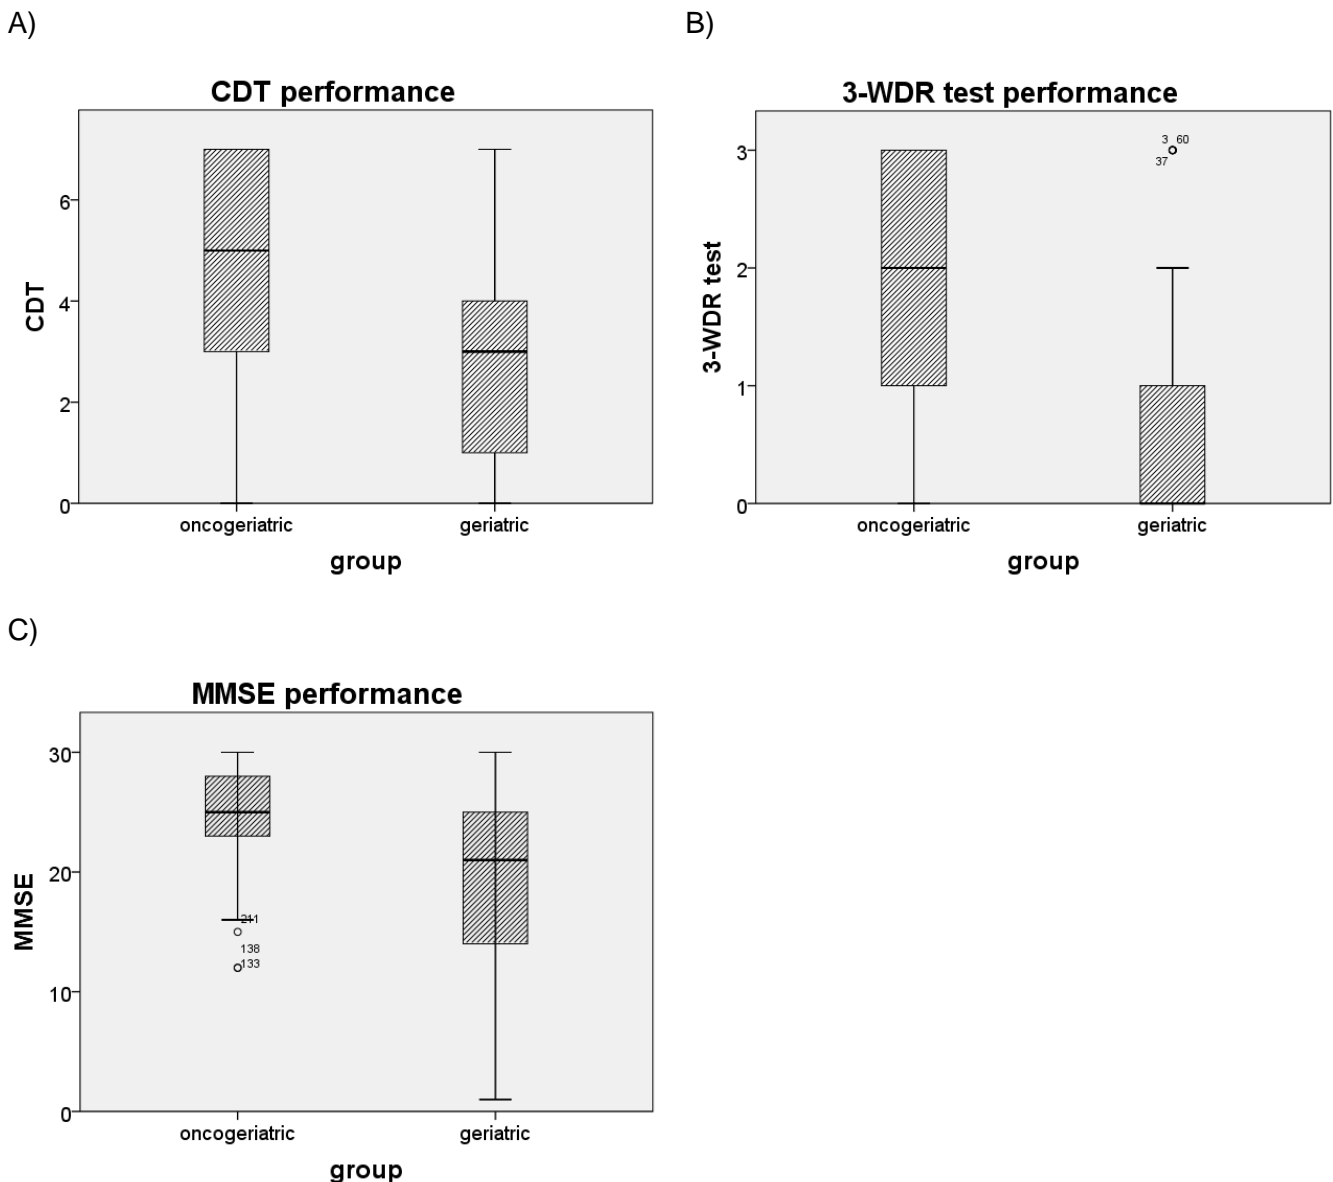 A)
CDT performance
CDT
6
4
2
0
oncogeriatric
geriatric
group
B)
3-WDR test performance
3-WDR test
3
2
1
0
3 60
37
oncogeriatric
geriatric
group
C)
MMSE performance
MMSE
30
20
10
0
211
138
133
oncogeriatric
geriatric
group